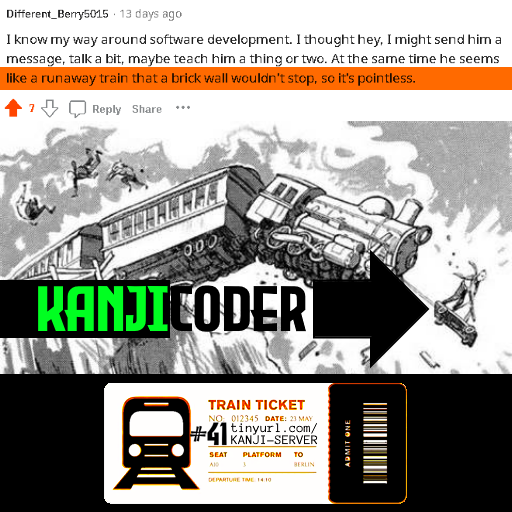 Different_Berry5015 · 13 days ago
I know my way around software development. I thought hey, I might send him a
message, talk a bit, maybe teach him a thing or two. At the same time he seems
like a runaway train that a brick wall wouldn't stop, so it's pointless.
7 Reply Share ···
KANJICODER
TRAIN TICKET
NO 012345 DATE: 23 MAY
#41 tinyurl.com/
KANJI-SERVER
SEAT PLATFORM TO
A10 3 BERLIN
DEPARTURE TIME: 14:10
ADMIT ONE